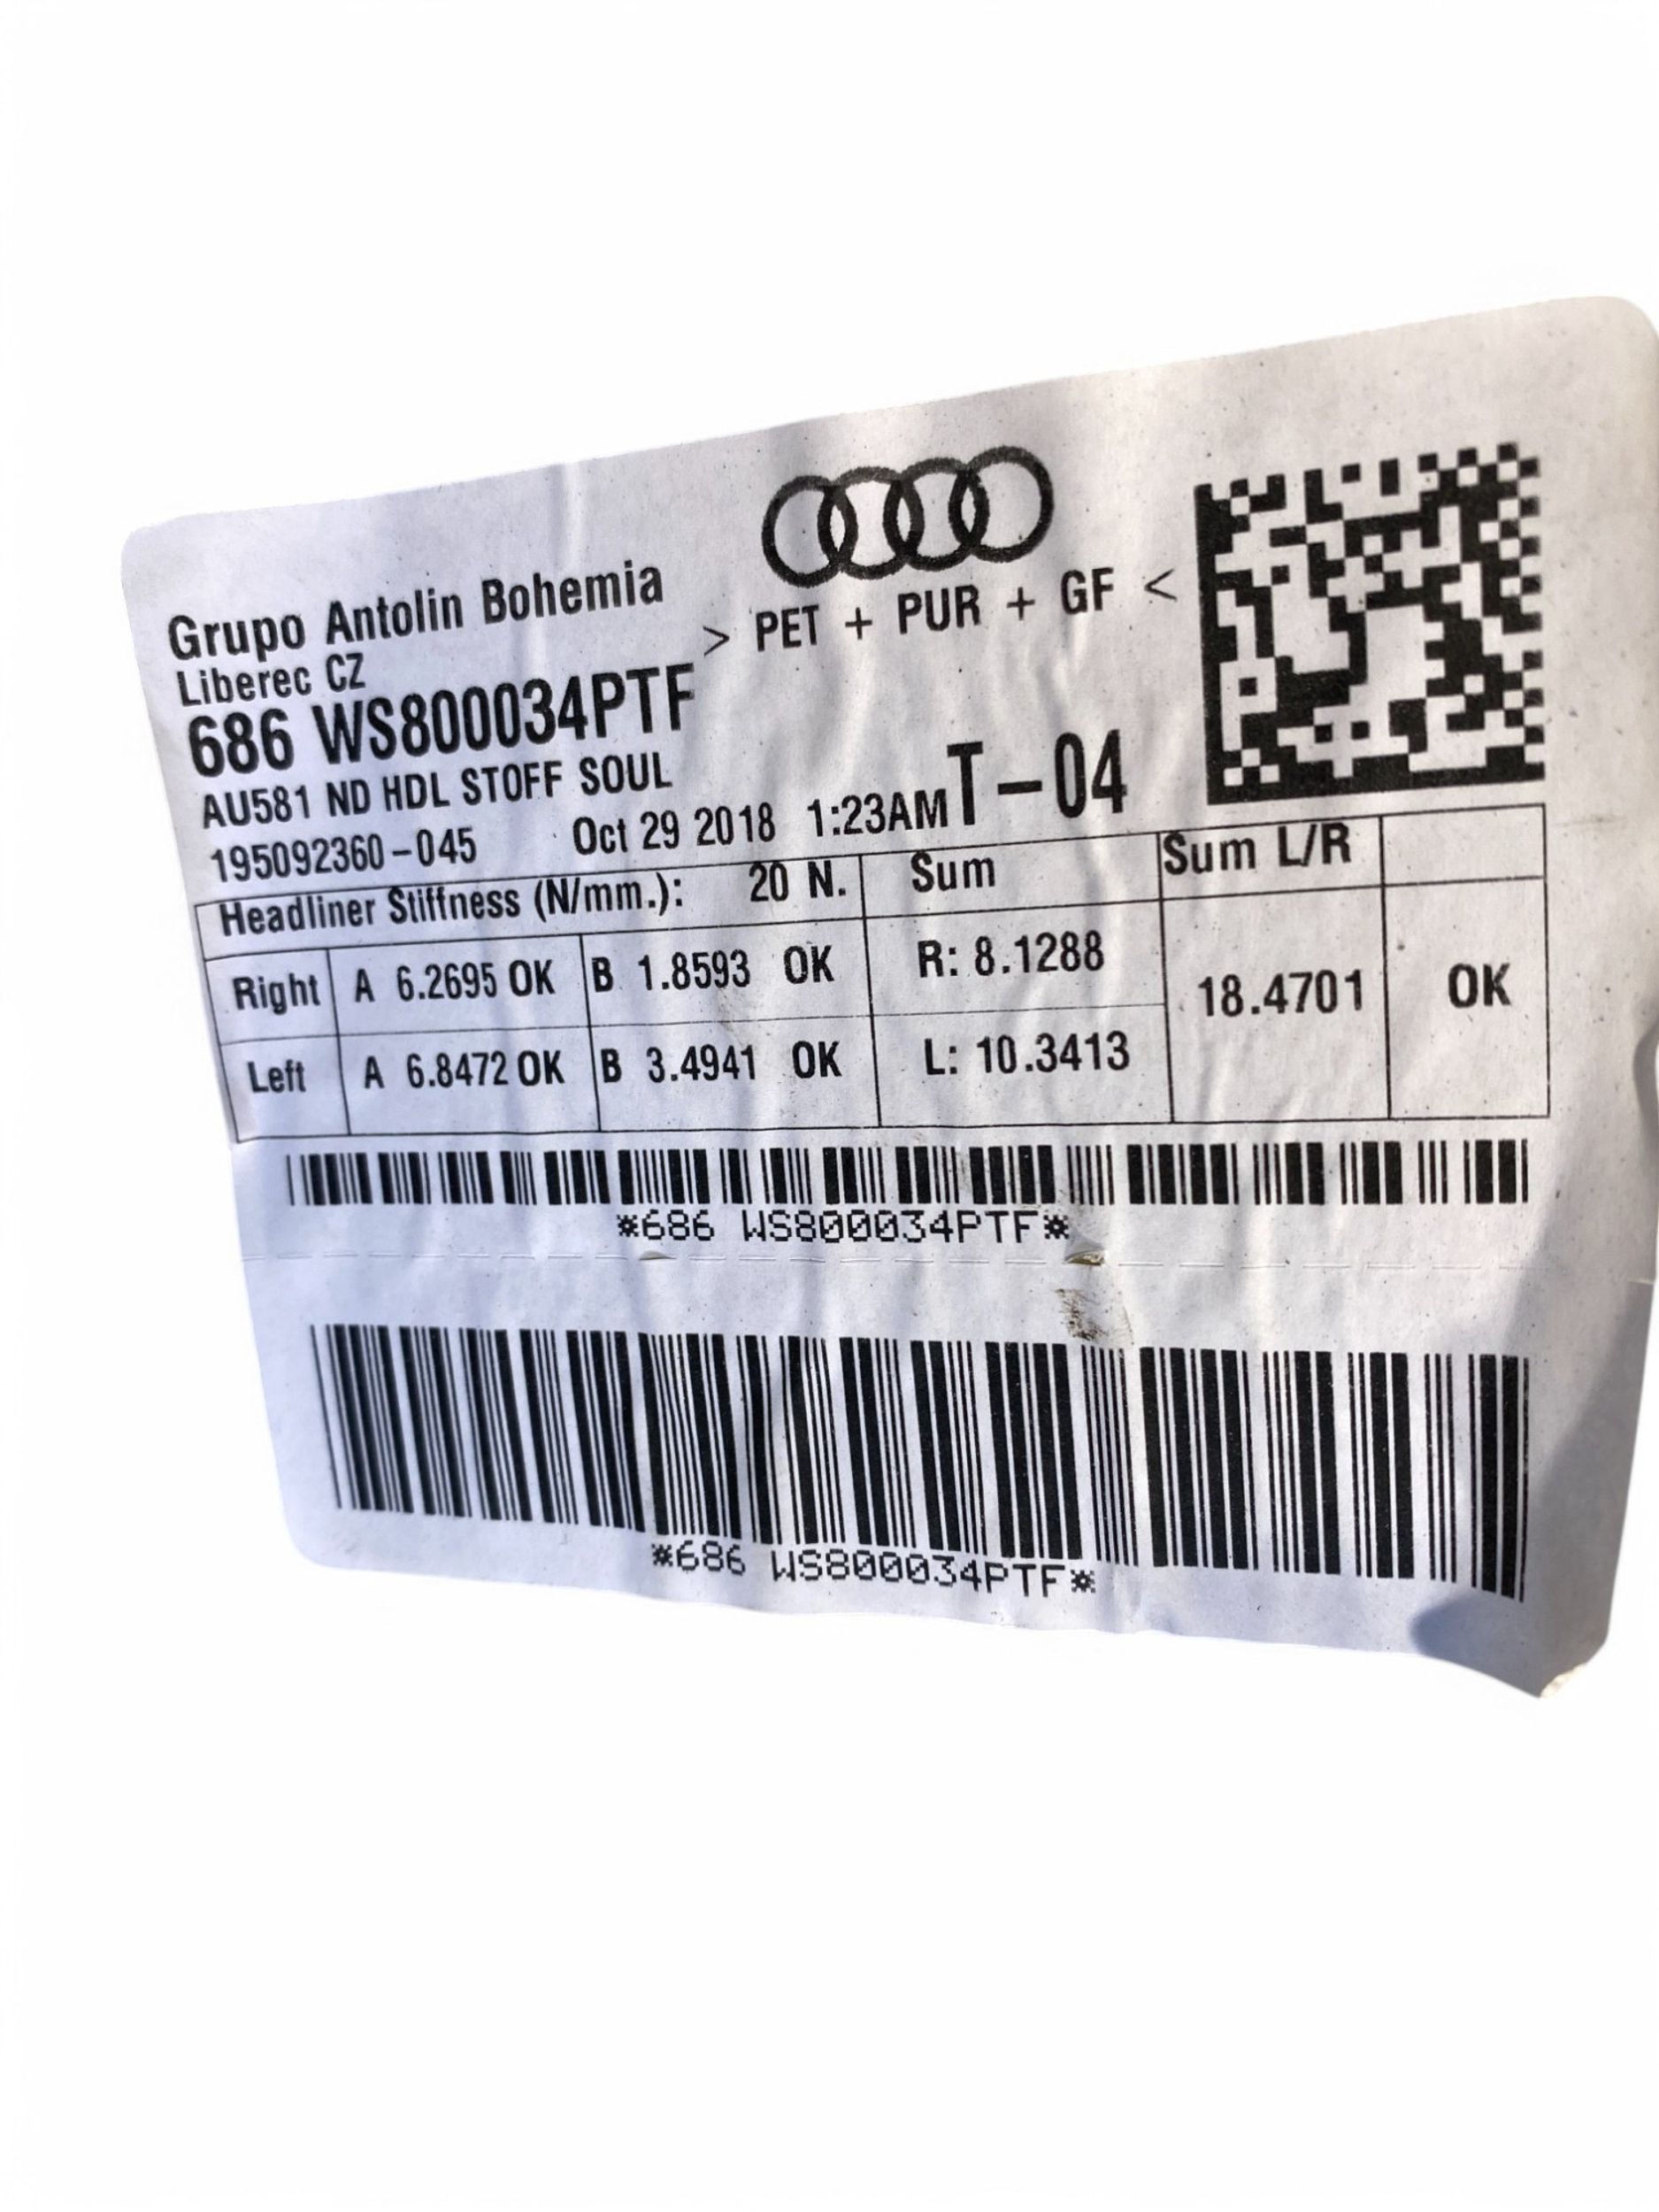 Grupo Antolin Bohemia
Liberec CZ
> PET + PUR + GF <
686 WS800034PTF
AU581 ND HDL STOFF SOUL
195092360-045 Oct 29 2018 1:23AM T-04
Headliner Stiffness (N/mm.): 20 N. Sum Sum L/R
Right A 6.2695 OK B 1.8593 OK R: 8.1288 18.4701 OK
Left A 6.8472 OK B 3.4941 OK L: 10.3413
*686 WS800034PTF*
*686 WS800034PTF*